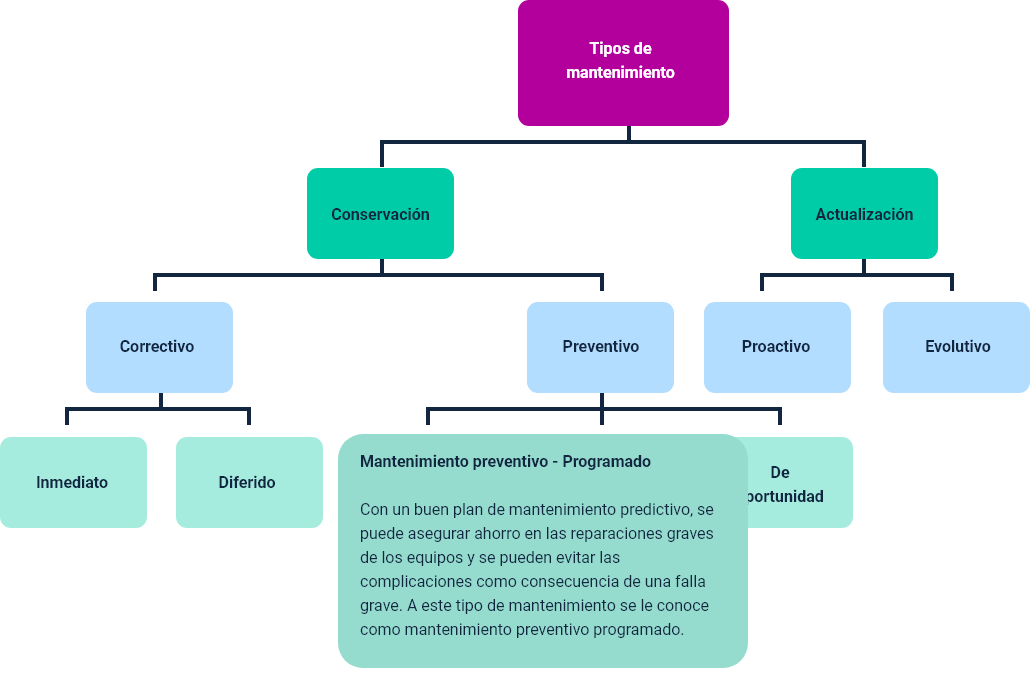 Tipos de
mantenimiento
Conservación
Actualización
Correctivo
Preventivo
Proactivo
Evolutivo
Inmediato
Diferido
De
Mantenimiento preventivo - Programado
Con un buen plan de mantenimiento predictivo, se
puede asegurar ahorro en las reparaciones graves
de los equipos y se pueden evitar las
complicaciones como consecuencia de una falla
grave. A este tipo de mantenimiento se le conoce
como mantenimiento preventivo programado.